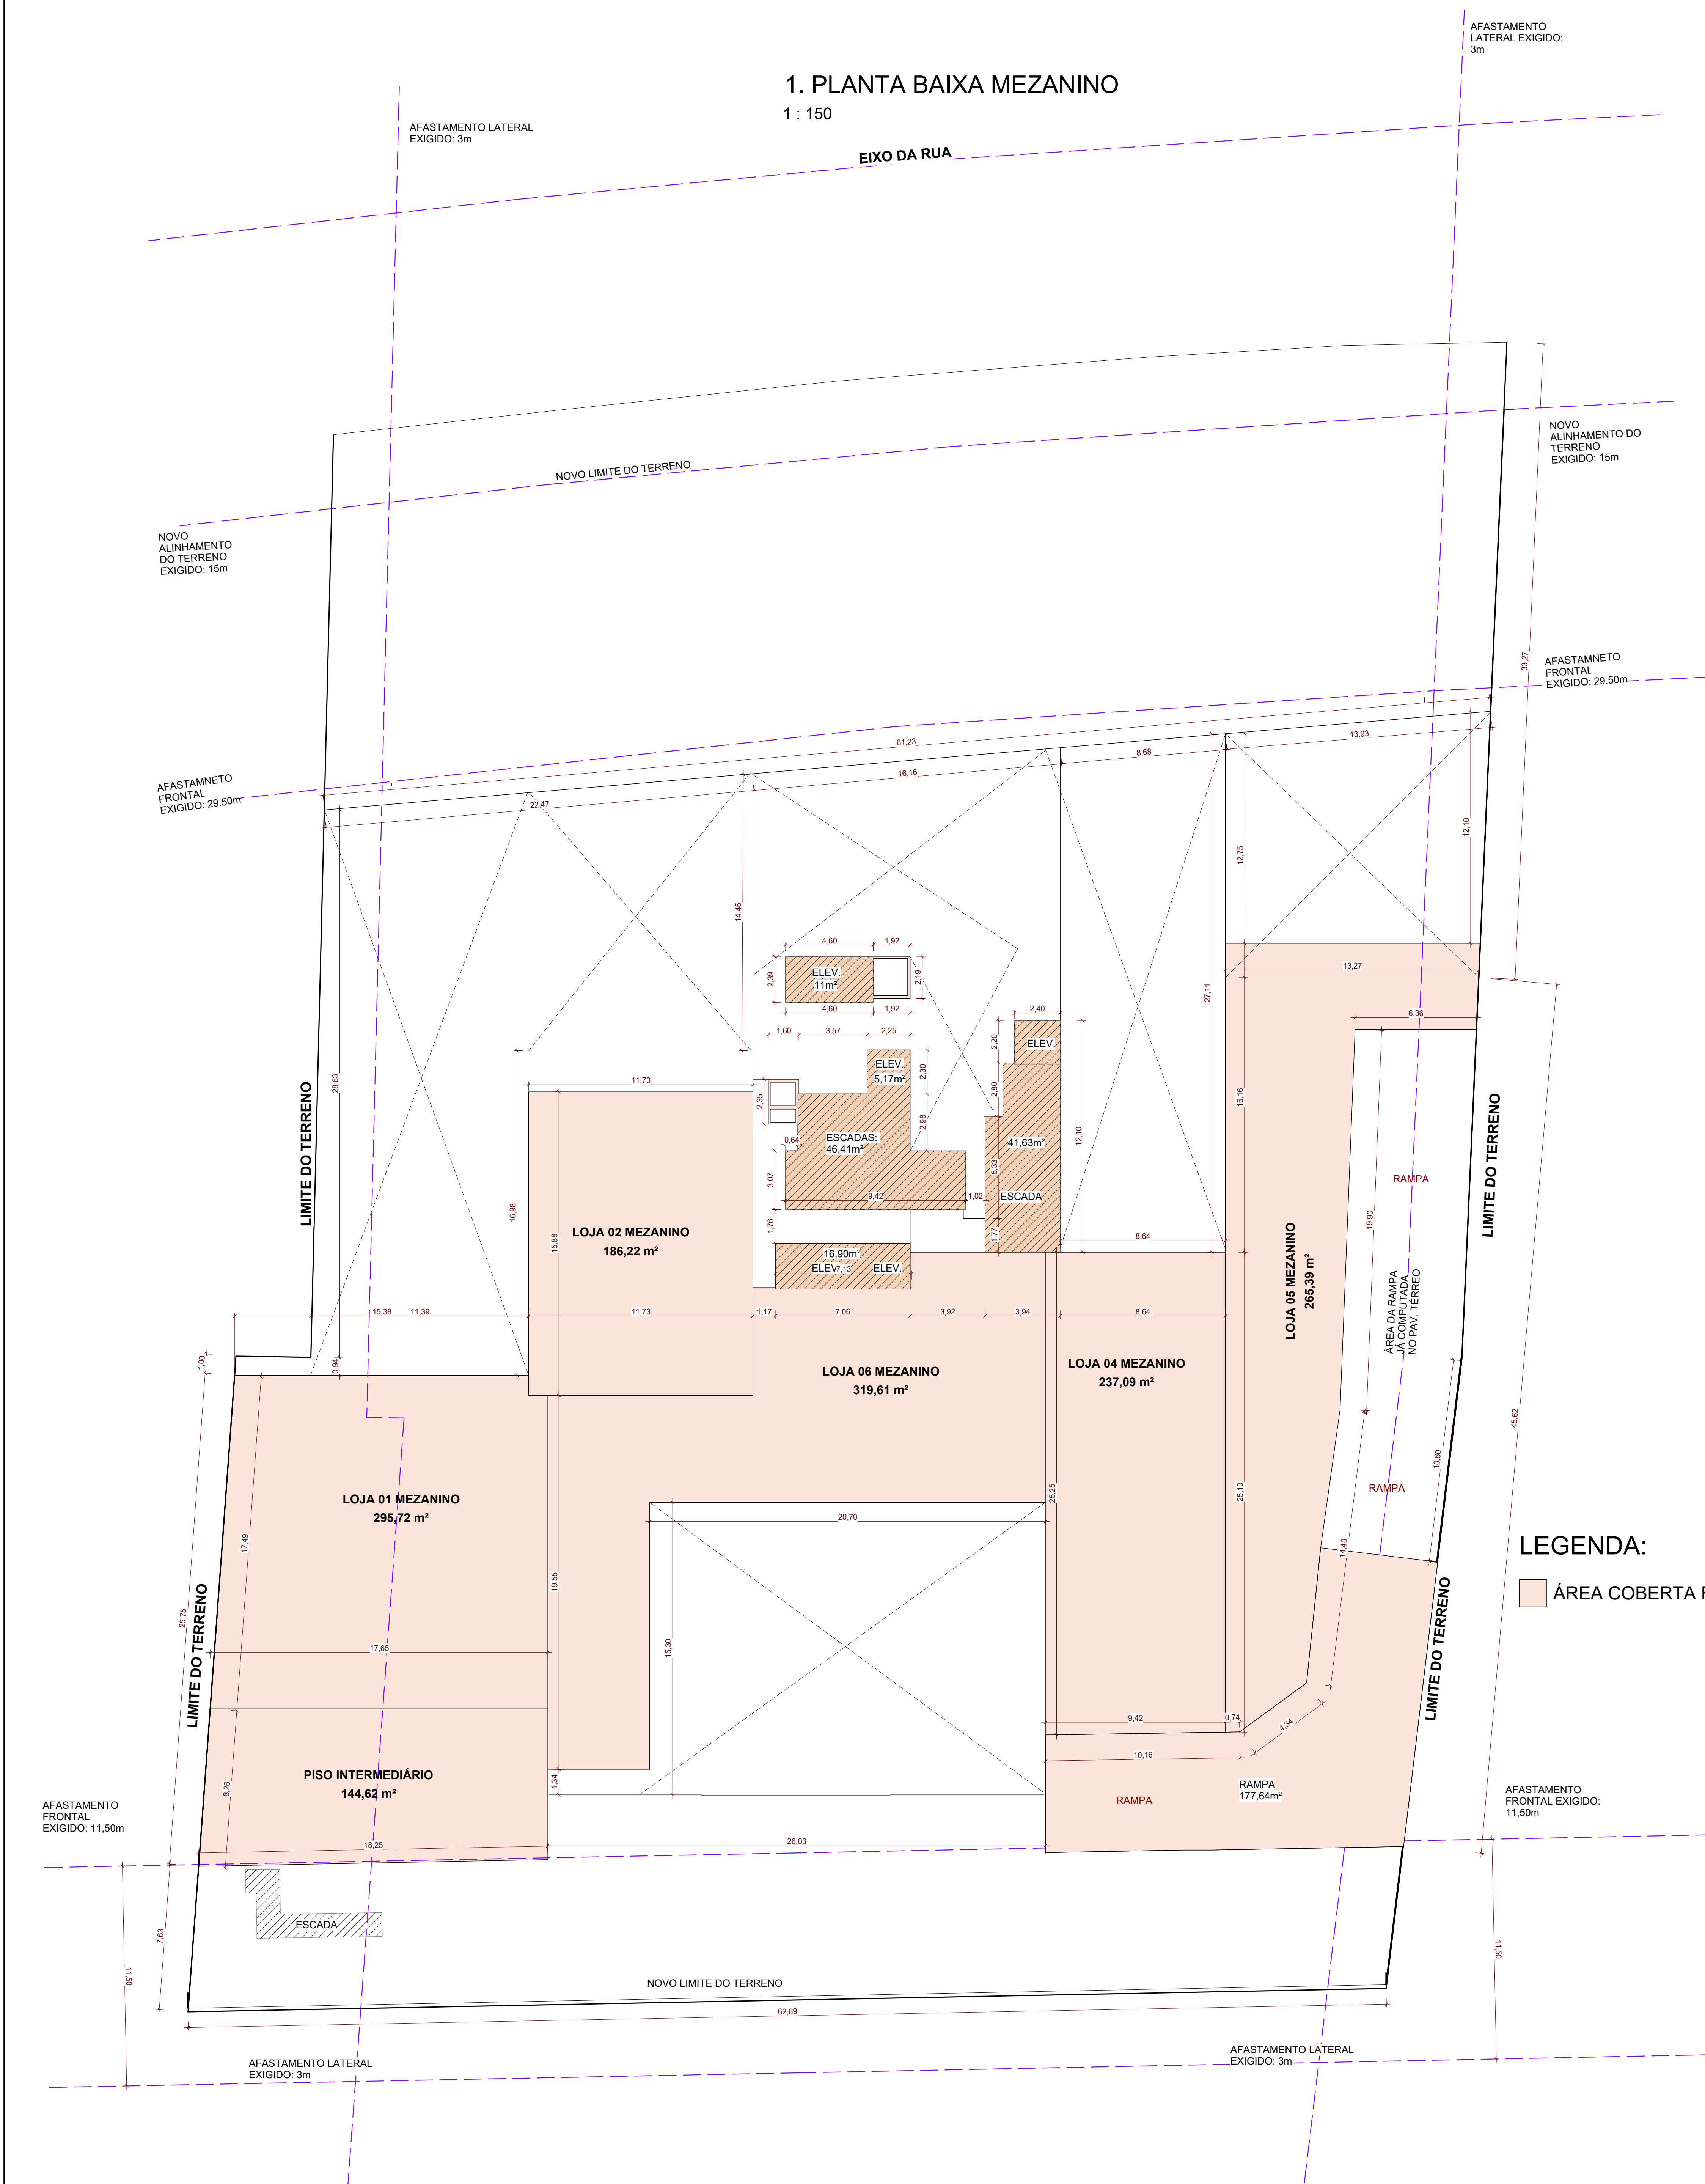 AFASTAMENTO
LATERAL EXIGIDO:
3m
1. PLANTA BAIXA MEZANINO
1 : 150
AFASTAMENTO LATERAL
EXIGIDO: 3m
EIXO DA RUA
NOVO
ALINHAMENTO DO
TERRENO
EXIGIDO: 15m
NOVO LIMITE DO TERRENO
NOVO
ALINHAMENTO
DO TERRENO
EXIGIDO: 15m
33,27
AFASTAMNETO
FRONTAL
EXIGIDO: 29.50m
61,23
13,93
8,68
16,16
22,47
AFASTAMNETO
FRONTAL
EXIGIDO: 29.50m
12,10
12,75
14,45
4,60
1,92
ELEV.
11m²
2,39
2,19
4,60
1,92
13,27
27,11
2,40
6,36
1,60
3,57
2,25
2,20
ELEV.
ELEV.
5,17m²
2,30
28,63
11,73
2,35
2,80
16,16
LIMITE DO TERRENO
LIMITE DO TERRENO
2,98
12,10
0,64
ESCADAS:
46,41m²
41,63m²
5,33
3,07
9,42
1,02
ESCADA
RAMPA
19,90
16,98
15,88
LOJA 02 MEZANINO
186,22 m²
1,76
1,77
8,64
16,90m²
ELEV.
7,13
ELEV.
LOJA 05 MEZANINO
265,39 m²
ÁREA DA RAMPA
JÁ COMPUTADA
NO PAV. TÉRREO
15,38
11,39
11,73
1,17
7,06
3,92
3,94
8,64
1,00
0,94
LOJA 06 MEZANINO
319,61 m²
LOJA 04 MEZANINO
237,09 m²
45,62
10,60
LOJA 01 MEZANINO
295,72 m²
RAMPA
25,25
25,10
20,70
17,49
14,40
LEGENDA:
ÁREA COBERTA
19,55
25,75
15,30
17,65
LIMITE DO TERRENO
LIMITE DO TERRENO
9,42
0,74
4,34
10,16
PISO INTERMEDIÁRIO
144,62 m²
1,34
8,26
RAMPA
RAMPA
177,64m²
AFASTAMENTO
FRONTAL
EXIGIDO: 11,50m
AFASTAMENTO
FRONTAL EXIGIDO:
11,50m
18,25
26,03
ESCADA
7,63
11,50
11,50
NOVO LIMITE DO TERRENO
62,69
AFASTAMENTO LATERAL
EXIGIDO: 3m
AFASTAMENTO LATERAL
EXIGIDO: 3m